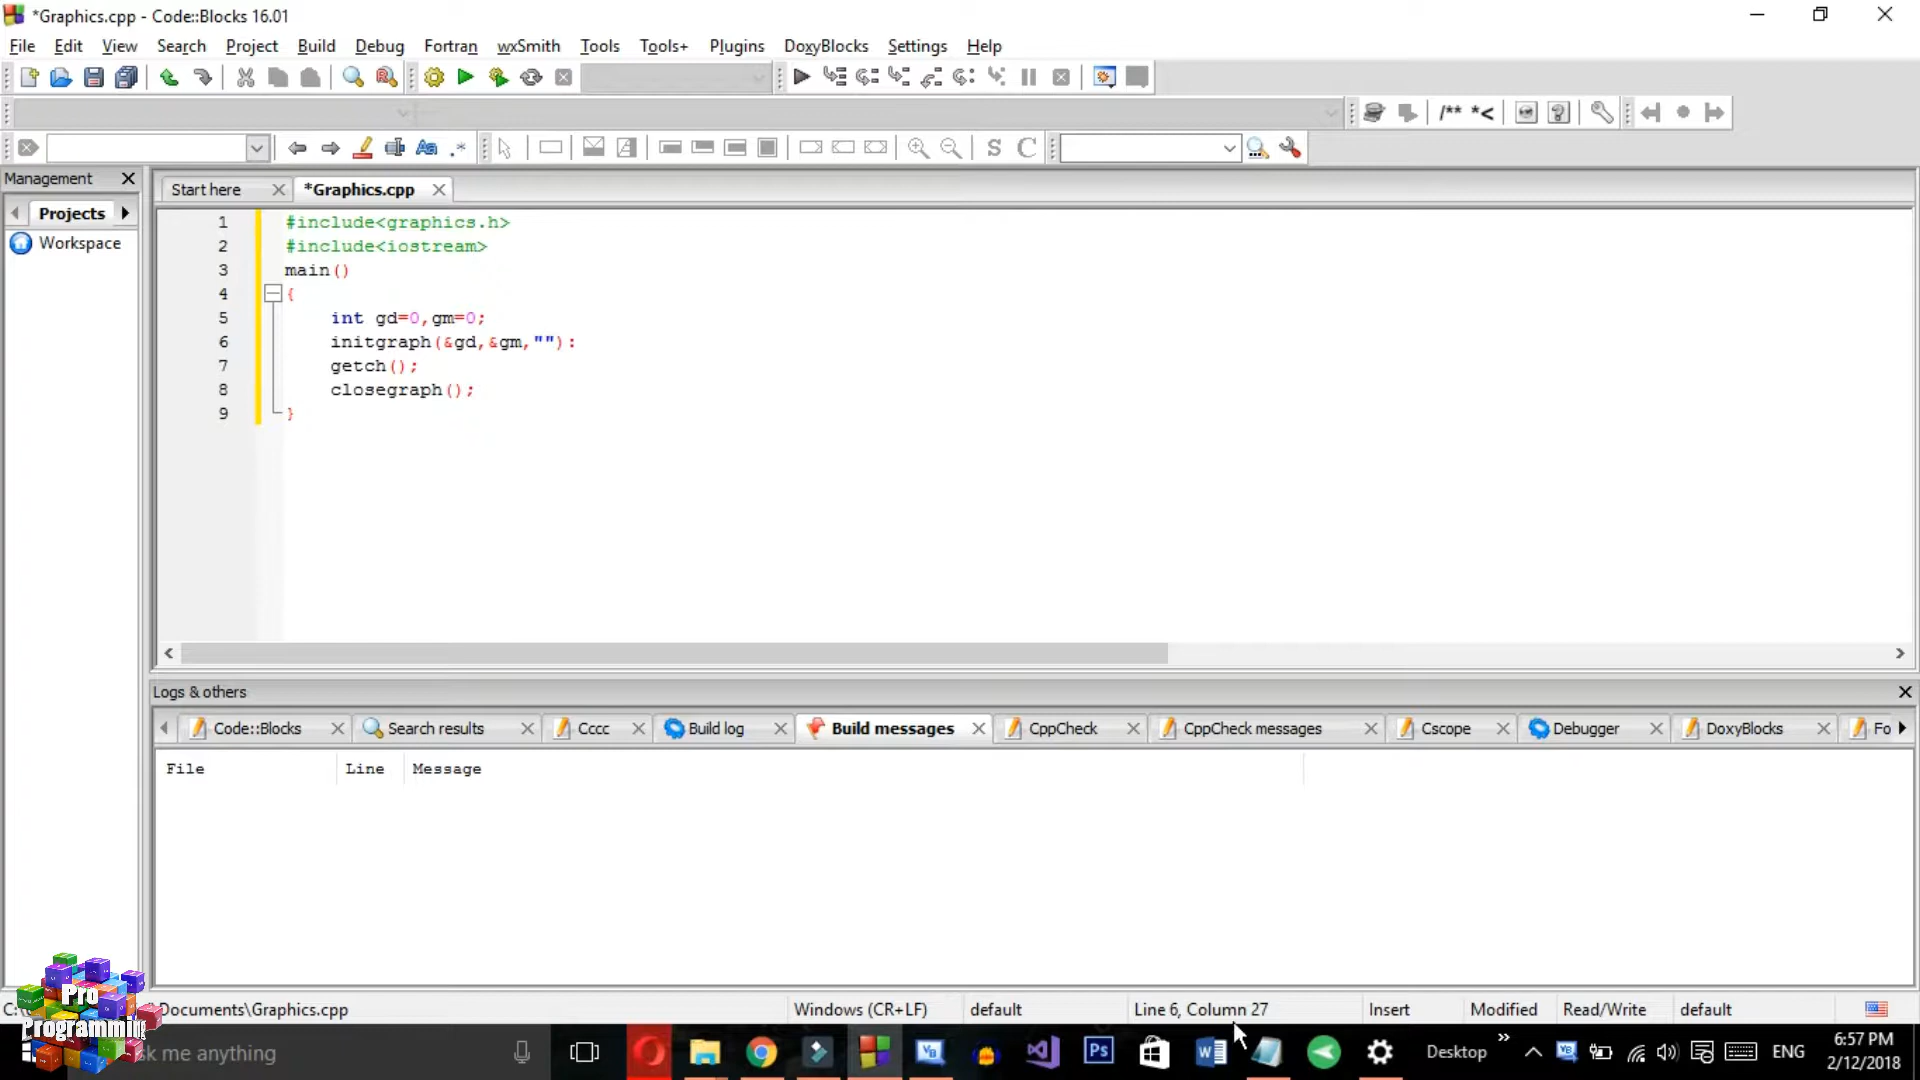 *Graphics.cpp - Code::Blocks 16.01
File Edit View Search Project Build Debug Fortran wxSmith Tools Tools+ Plugins DoxyBlocks Settings Help
/** *<
S C
Management
Start here *Graphics.cpp
Projects
Workspace
1 #include<graphics.h>
2 #include<iostream>
3 main()
4 {
5 int gd=0,gm=0;
6 initgraph(&gd,&gm,""):
7 getch();
8 closegraph();
9 }
Logs & others
Code::Blocks Search results Cccc Build log Build messages CppCheck CppCheck messages Cscope Debugger DoxyBlocks Fo
File Line Message
C:\ Documents\Graphics.cpp Windows (CR+LF) default Line 6, Column 27 Insert Modified Read/Write default
Pro
Programming
sk me anything
Desktop ENG 6:57 PM
2/12/2018